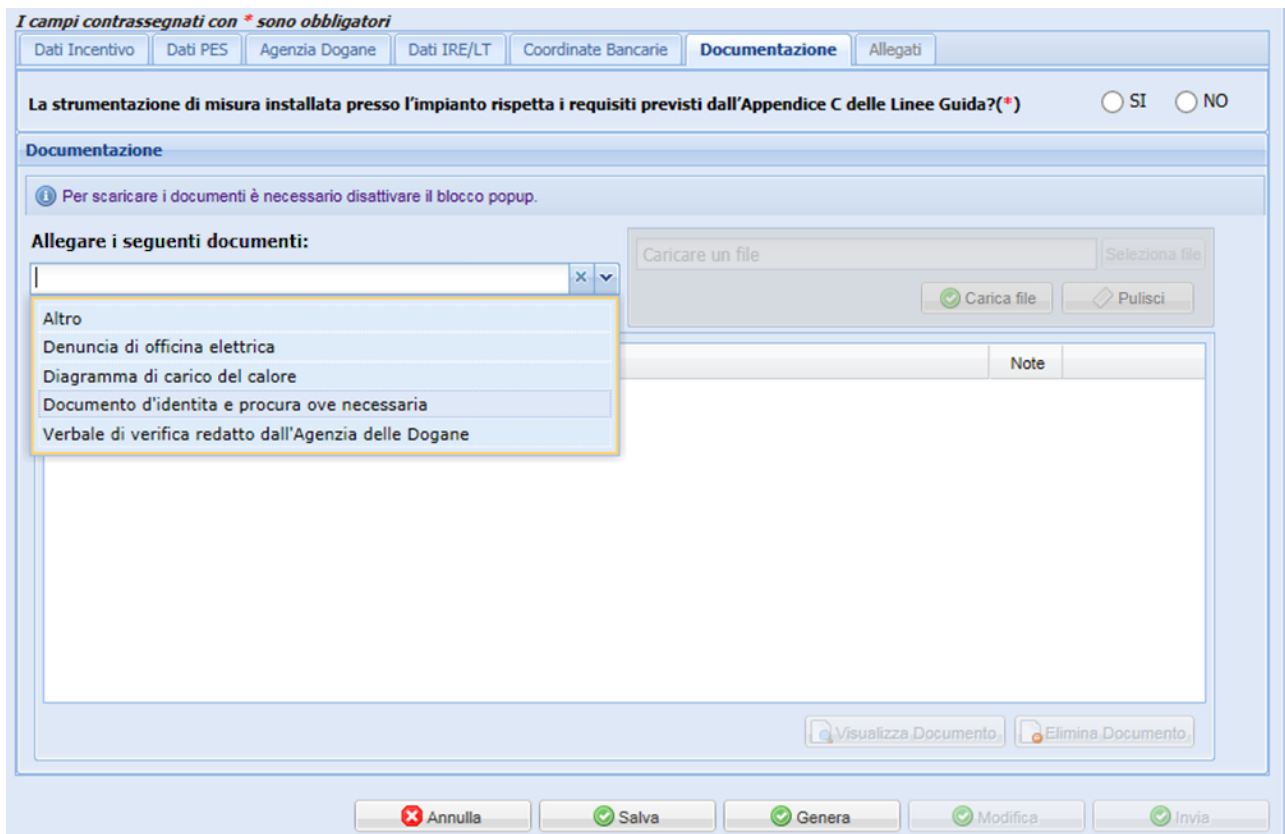 I campi contrassegnati con * sono obbligatori
Dati Incentivo Dati PES Agenzia Dogane Dati IRE/LT Coordinate Bancarie Documentazione Allegati
La strumentazione di misura installata presso l'impianto rispetta i requisiti previsti dall'Appendice C delle Linee Guida?(*) SI NO
Documentazione
Per scaricare i documenti è necessario disattivare il blocco popup.
Allegare i seguenti documenti:
Caricare un file Seleziona file
Carica file Pulisci
Altro
Denuncia di officina elettrica
Diagramma di carico del calore
Documento d'identita e procura ove necessaria
Verbale di verifica redatto dall'Agenzia delle Dogane
Note
Visualizza Documento Elimina Documento
Annulla Salva Genera Modifica Invia